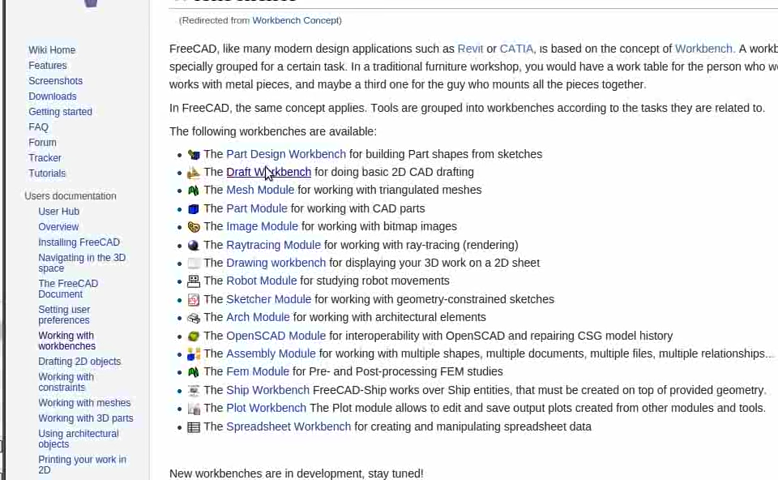 (Redirected from Workbench Concept)
FreeCAD, like many modern design applications such as Revit or CATIA, is based on the concept of Workbench. A
specially grouped for a certain task. In a traditional furniture workshop, you would have a work table for the person who
works with metal pieces, and maybe a third one for the guy who mounts all the pieces together.
In FreeCAD, the same concept applies. Tools are grouped into workbenches according to the tasks they are related to.
The following workbenches are available:
The Part Design Workbench for building Part shapes from sketches
The Draft Workbench for doing basic 2D CAD drafting
The Mesh Module for working with triangulated meshes
The Part Module for working with CAD parts
The Image Module for working with bitmap images
The Raytracing Module for working with ray-tracing (rendering)
The Drawing workbench for displaying your 3D work on a 2D sheet
The Robot Module for studying robot movements
The Sketcher Module for working with geometry-constrained sketches
The Arch Module for working with architectural elements
The OpenSCAD Module for interoperability with OpenSCAD and repairing CSG model history
The Assembly Module for working with multiple shapes, multiple documents, multiple files, multiple relationships...
The Fem Module for Pre- and Post-processing FEM studies
The Ship Workbench FreeCAD-Ship works over Ship entities, that must be created on top of provided geometry.
The Plot Workbench The Plot module allows to edit and save output plots created from other modules and tools.
The Spreadsheet Workbench for creating and manipulating spreadsheet data
New workbenches are in development, stay tuned!
Wiki Home
Features
Screenshots
Downloads
Getting started
FAQ
Forum
Tracker
Tutorials
Users documentation
User Hub
Overview
Installing FreeCAD
Navigating in the 3D
space
The FreeCAD
Document
Setting user
preferences
Working with
workbenches
Drafting 2D objects
Working with
constraints
Working with meshes
Working with 3D parts
Using architectural
objects
Printing your work in
2D